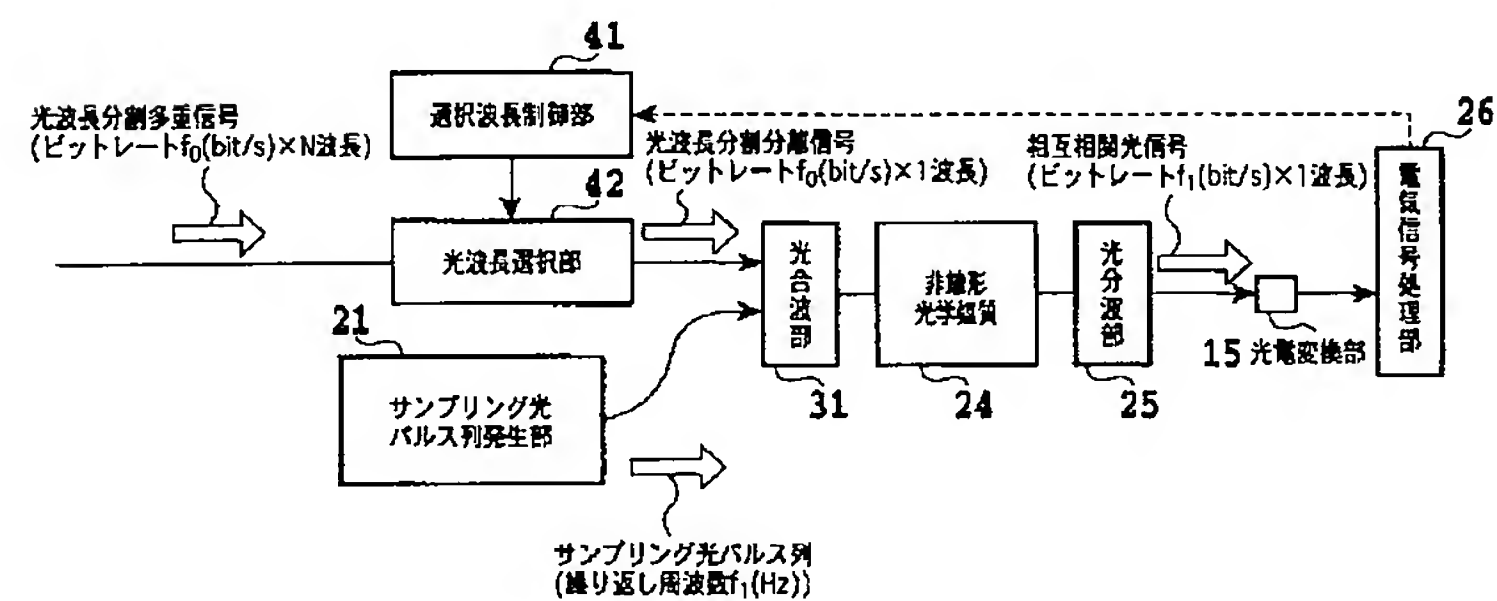 41
選択波長制御部
光波長分割多重信号
(ビットレートf₀(bit/s)×N波長)
42
光波長選択部
光波長分割分離信号
(ビットレートf₀(bit/s)×1波長)
相互相関光信号
(ビットレートf₁(bit/s)×1波長)
26
電気信号処理部
21
サンプリング光
パルス列発生部
光合波部
31
非線形
光学媒質
24
光分波部
25
15 光電変換部
サンプリング光パルス列
(繰り返し周波数f₁(Hz))